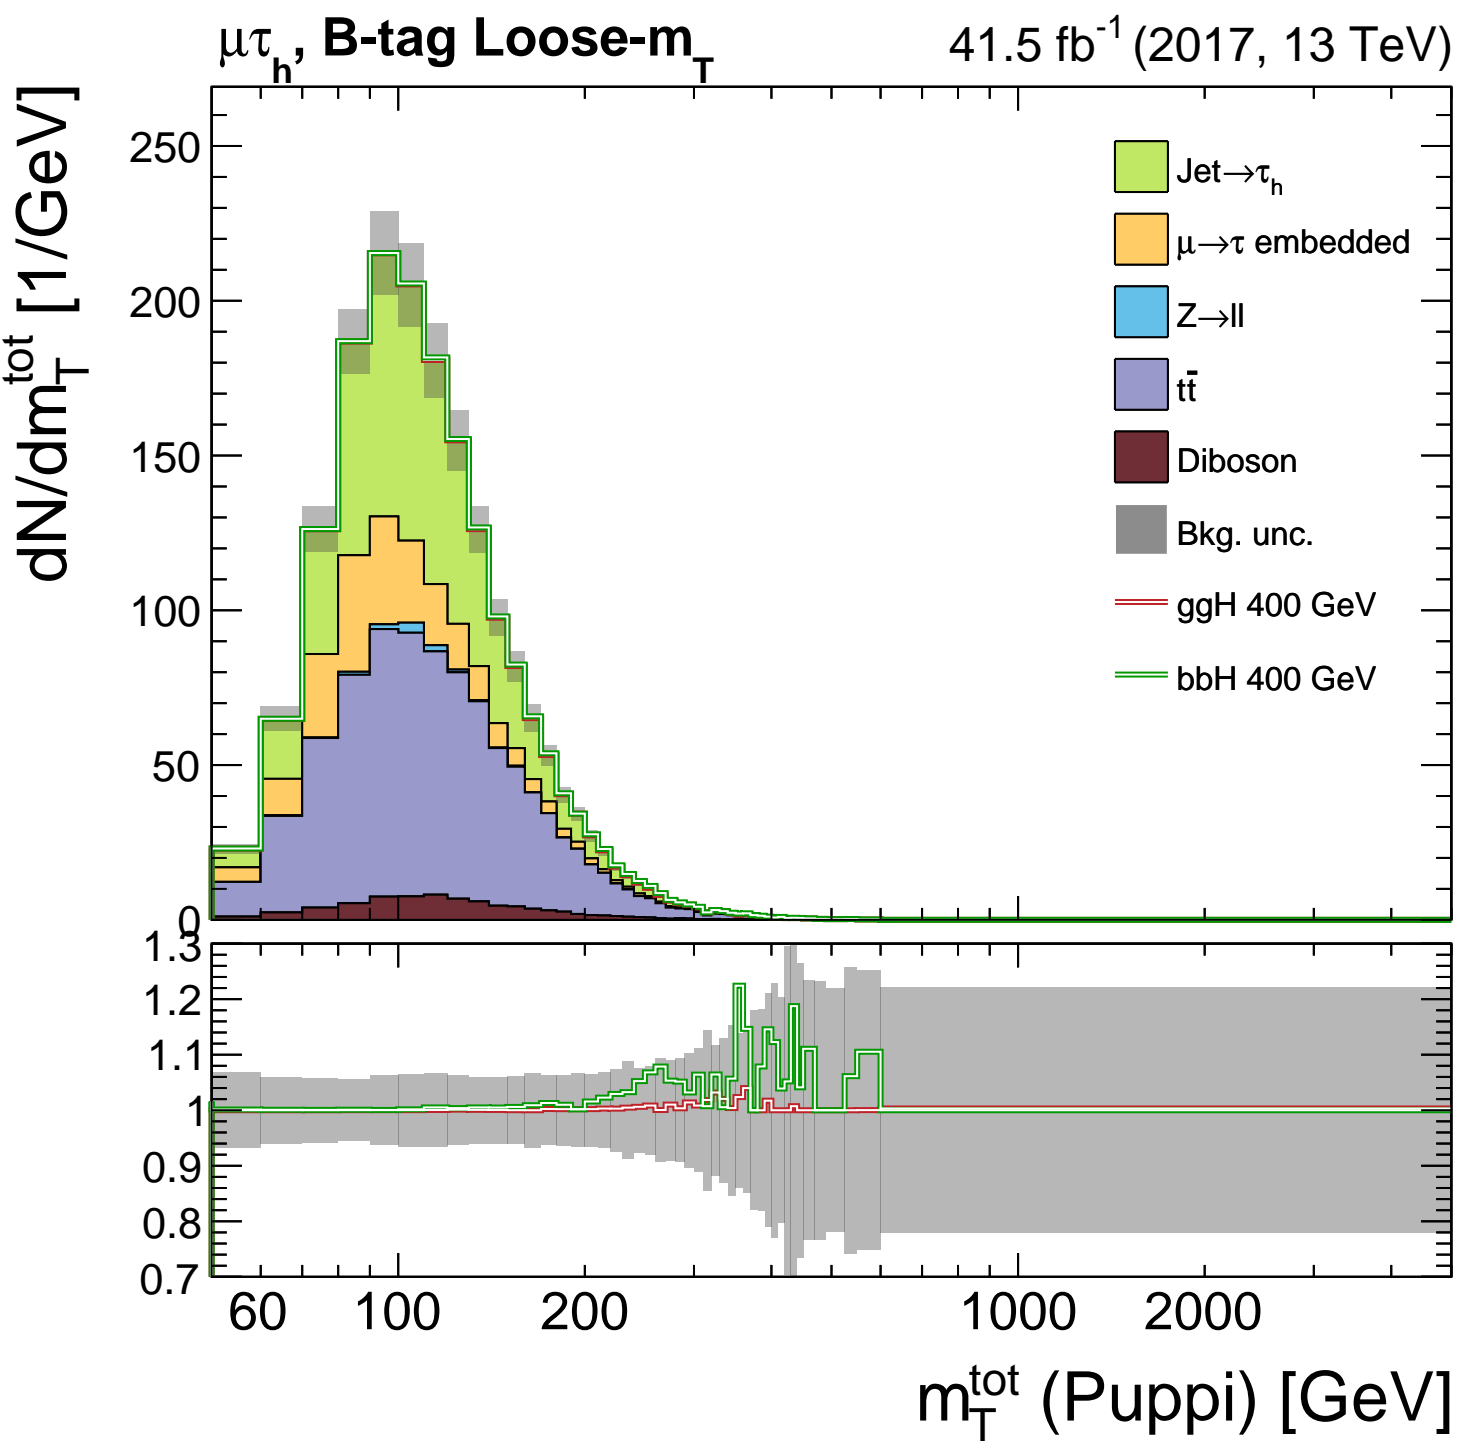 μτh, B-tag Loose-mT
41.5 fb-1 (2017, 13 TeV)
dN/dmTtot [1/GeV]
250
200
150
100
50
0
Jet→τh
μ→τ embedded
Z→ll
tt̄
Diboson
Bkg. unc.
ggH 400 GeV
bbH 400 GeV
1.3
1.2
1.1
1
0.9
0.8
0.7
60 100 200 1000 2000
mTtot (Puppi) [GeV]